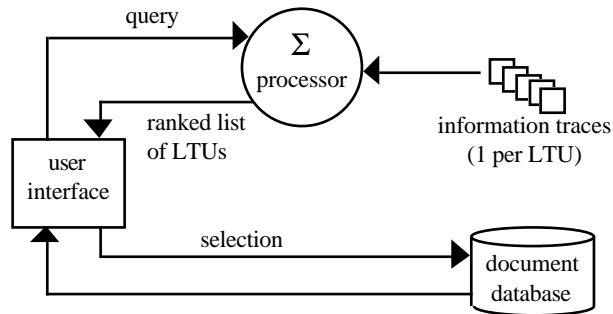 query
Σ
processor
ranked list
of LTUs
information traces
(1 per LTU)
user
interface
selection
document
database